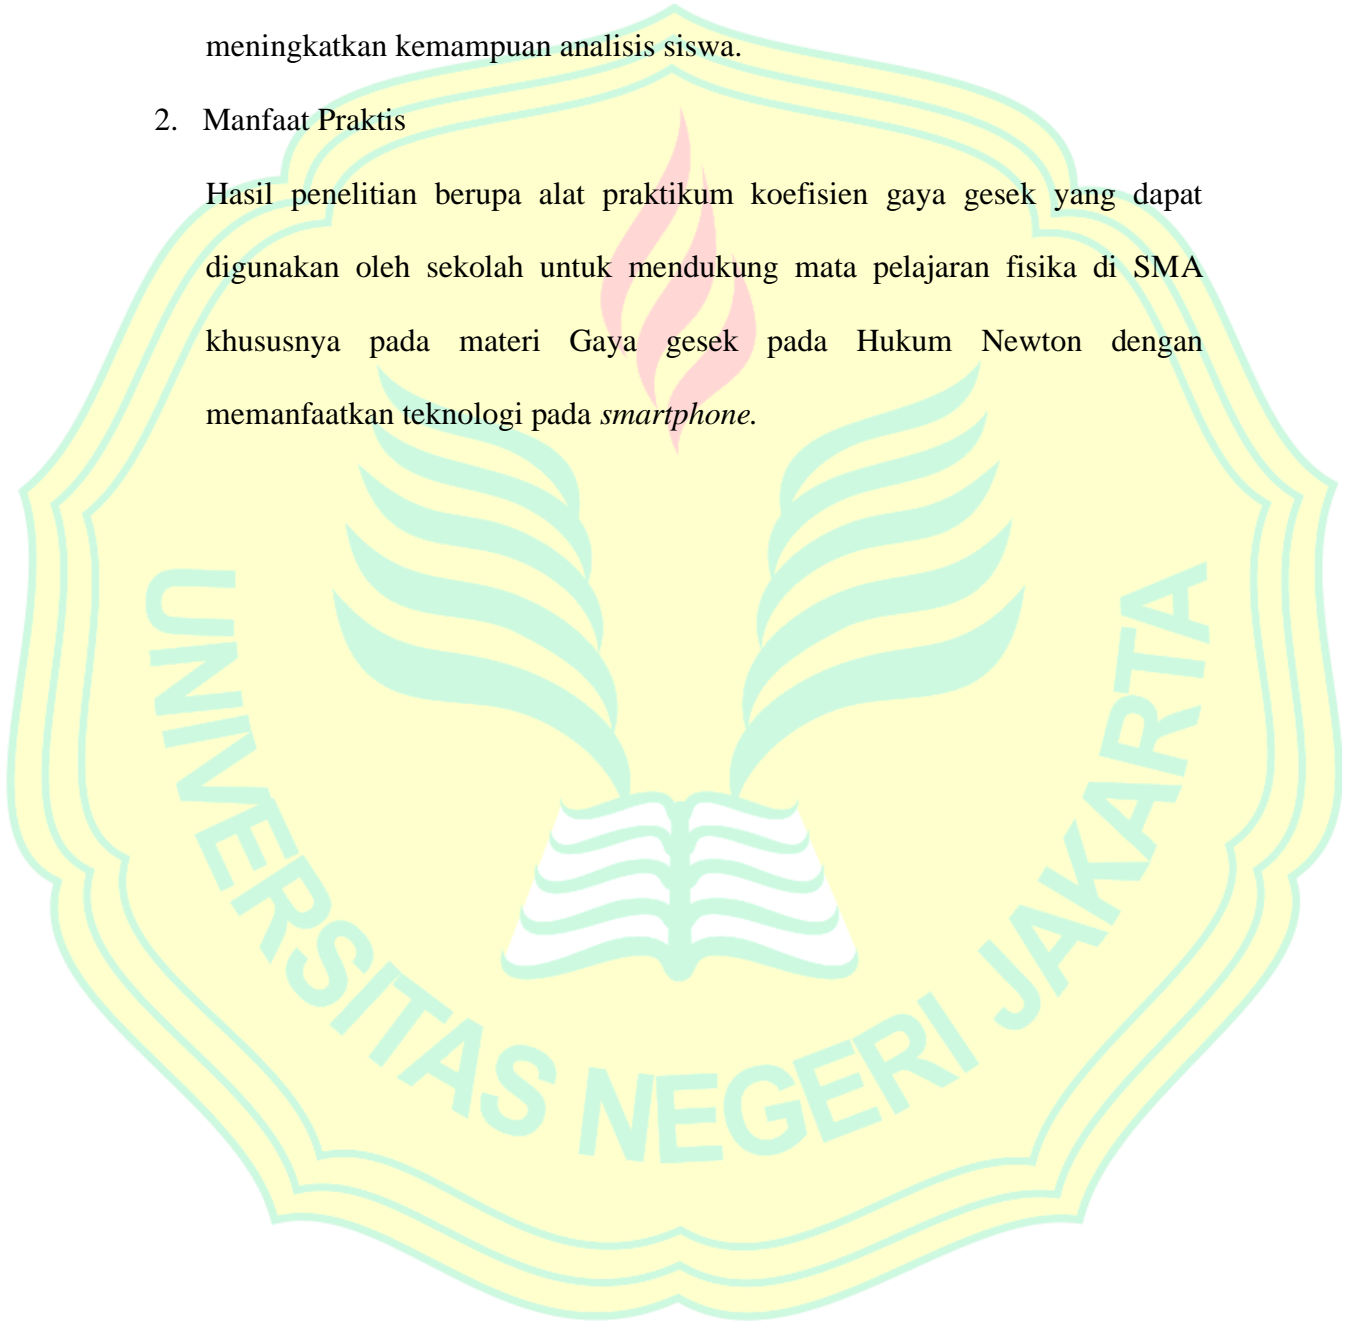 meningkatkan kemampuan analisis siswa.
2. Manfaat Praktis
Hasil penelitian berupa alat praktikum koefisien gaya gesek yang dapat
digunakan oleh sekolah untuk mendukung mata pelajaran fisika di SMA
khususnya pada materi Gaya gesek pada Hukum Newton dengan
memanfaatkan teknologi pada smartphone.
UNIVERSITAS NEGERI JAKARTA